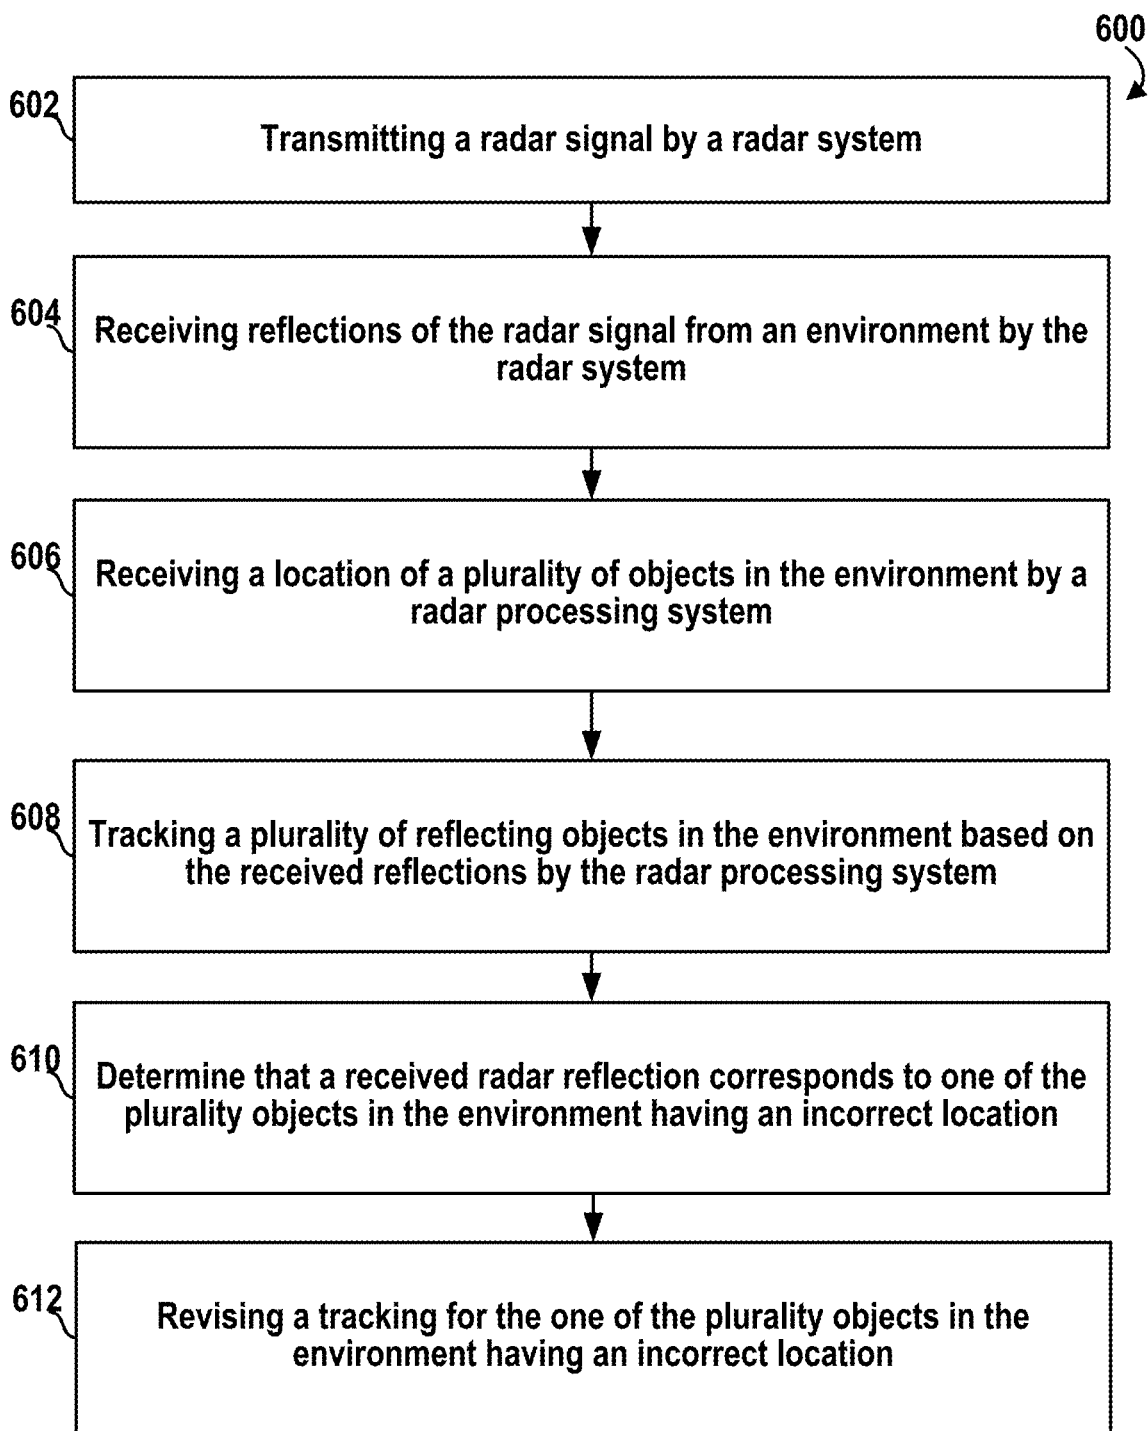 600
602
Transmitting a radar signal by a radar system
604
Receiving reflections of the radar signal from an environment by the
radar system
606
Receiving a location of a plurality of objects in the environment by a
radar processing system
608
Tracking a plurality of reflecting objects in the environment based on
the received reflections by the radar processing system
610
Determine that a received radar reflection corresponds to one of the
plurality objects in the environment having an incorrect location
612
Revising a tracking for the one of the plurality objects in the
environment having an incorrect location